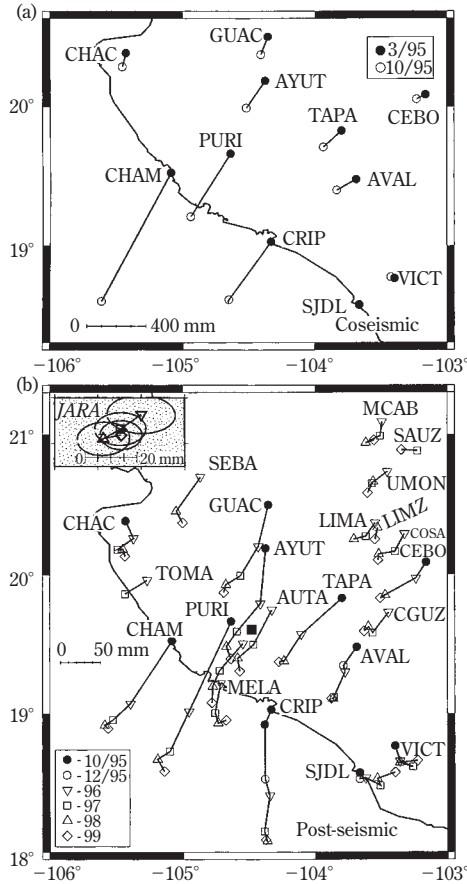 (a)
GUAC
3/95
10/95
CHAC
AYUT
20°
CEBO
TAPA
PURI
CHAM
AVAL
CRIP
19°
VICT
SJDL
0 400 mm
Coseismic
−106° −105° −104° −103°
(b)
JARA
0 20 mm
MCAB
21°
SAUZ
SEBA
UMON
GUAC
LIMA
LIMZ
CHAC
COSA
AYUT
CEBO
20°
TOMA
TAPA
PURI
AUTA
CGUZ
CHAM
0 50 mm
AVAL
MELA
19°
CRIP
VICT
SJDL
- 10/95
- 12/95
- 96
- 97
- 98
- 99
Post-seismic
18°
−106° −105° −104° −103°